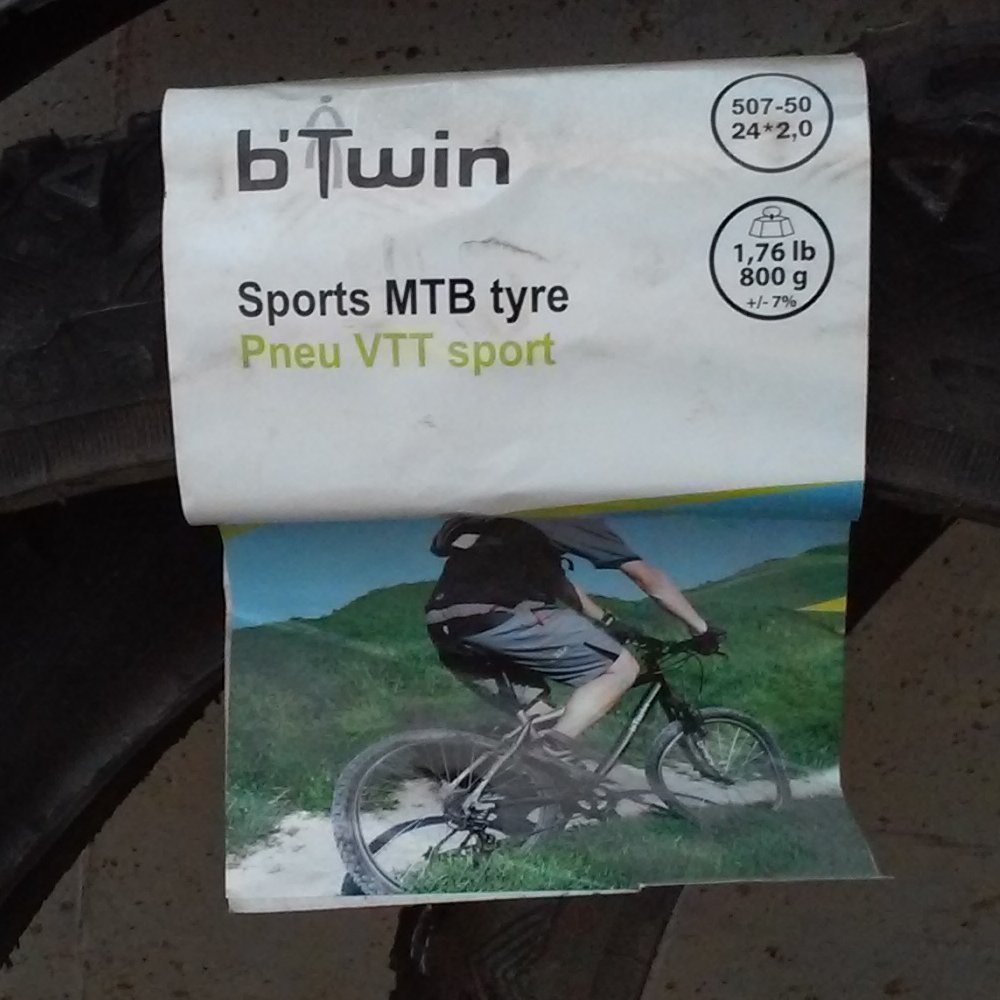 b'Twin
507-50
24*2,0
1,76 lb
800 g
+/- 7%
Sports MTB tyre
Pneu VTT sport